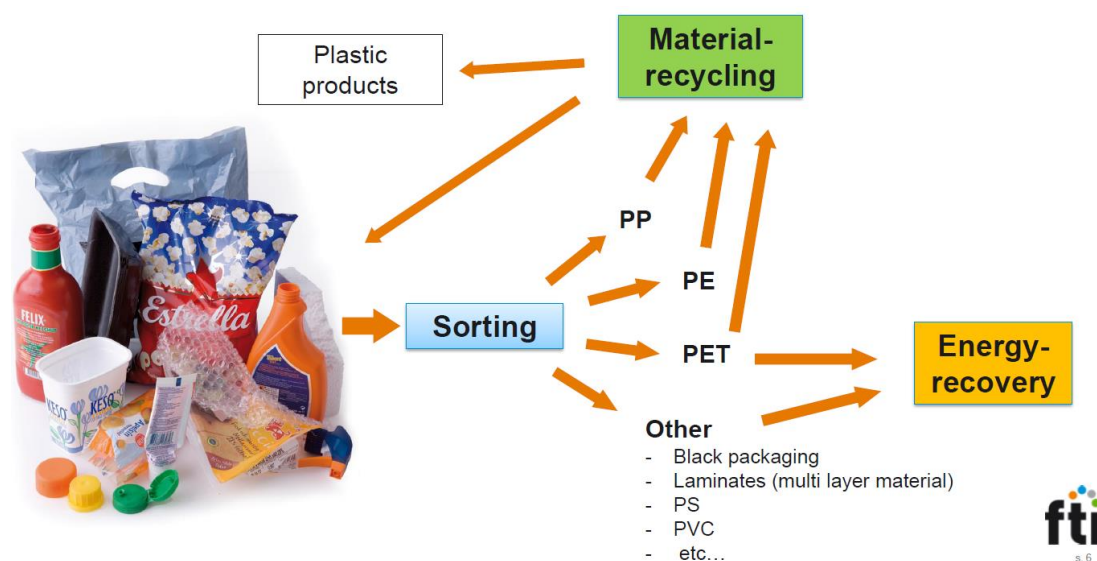 Plastic
products
Material-
recycling
PP
PE
PET
Sorting
Energy-
recovery
Other
- Black packaging
- Laminates (multi layer material)
- PS
- PVC
- etc…
FELIX
Estrella
KESO
KESO
fti
s. 6